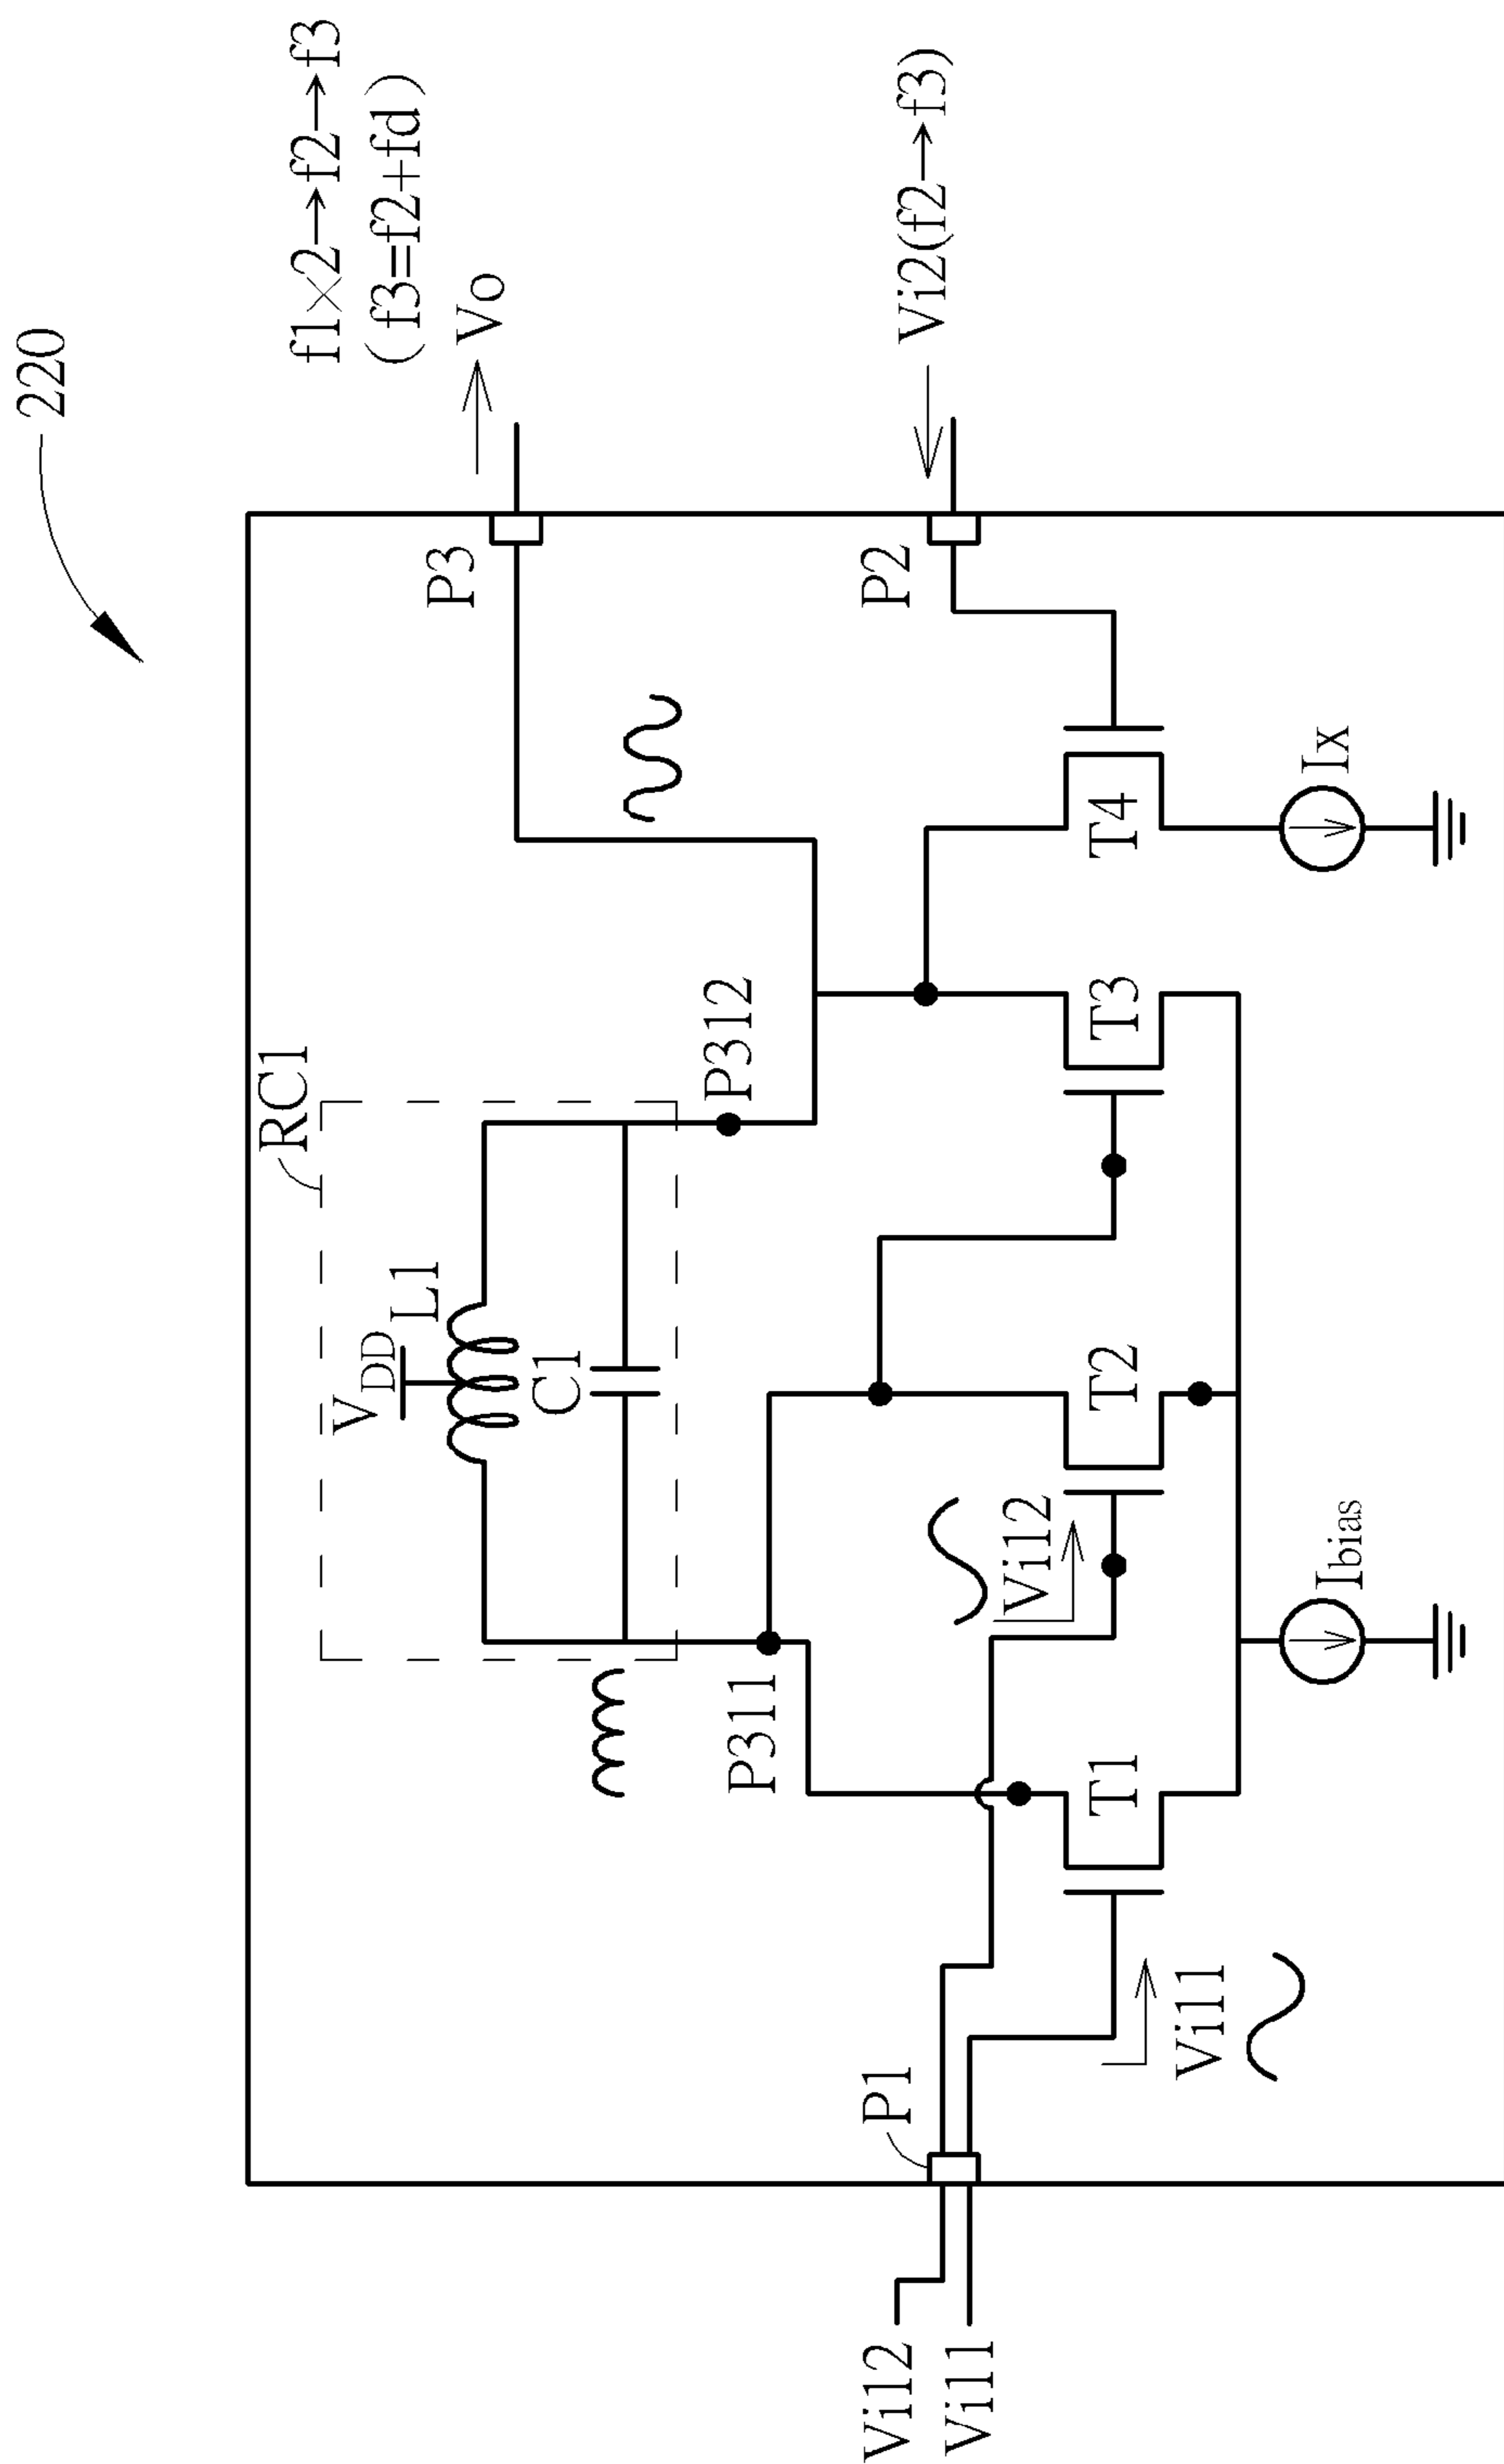 220
f1×2→f2→f3
(f3=f2+fd)
Vo
Vi2(f2→f3)
RC1
VDD
L1
C1
P3
P312
P311
P2
P1
Vi12
Vi11
Vi12
Vi11
T1
T2
T3
T4
Ibias
Ix